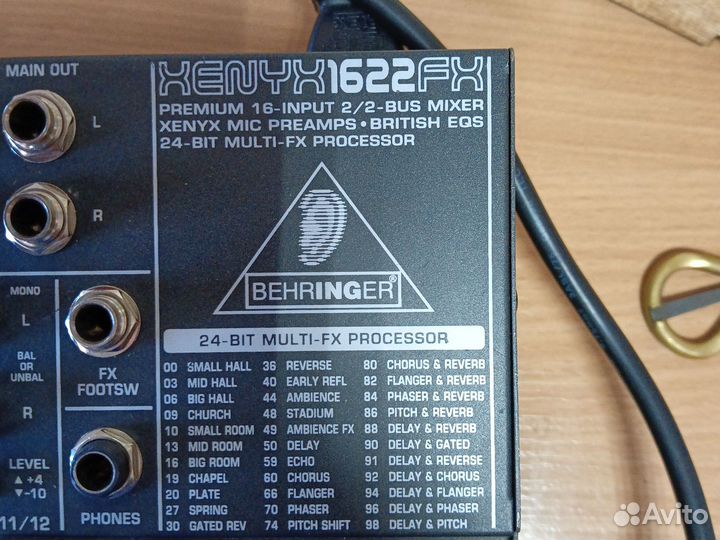 MAIN OUT
L
R
MONO
L
BAL
OR
UNBAL
R
LEVEL
▲ +4
▼-10
11/12
FX
FOOTSW
PHONES
XENYX1622FX
PREMIUM 16-INPUT 2/2-BUS MIXER
XENYX MIC PREAMPS • BRITISH EQS
24-BIT MULTI-FX PROCESSOR
BEHRINGER®
24-BIT MULTI-FX PROCESSOR
00 SMALL HALL 36 REVERSE 80 CHORUS & REVERB
03 MID HALL 40 EARLY REFL 82 FLANGER & REVERB
06 BIG HALL 44 AMBIENCE 84 PHASER & REVERB
09 CHURCH 48 STADIUM 86 PITCH & REVERB
10 SMALL ROOM 49 AMBIENCE FX 88 DELAY & REVERB
13 MID ROOM 50 DELAY 90 DELAY & GATED
16 BIG ROOM 59 ECHO 91 DELAY & REVERSE
19 CHAPEL 60 CHORUS 92 DELAY & CHORUS
20 PLATE 66 FLANGER 94 DELAY & FLANGER
27 SPRING 70 PHASER 96 DELAY & PHASER
30 GATED REV 74 PITCH SHIFT 98 DELAY & PITCH
Avito